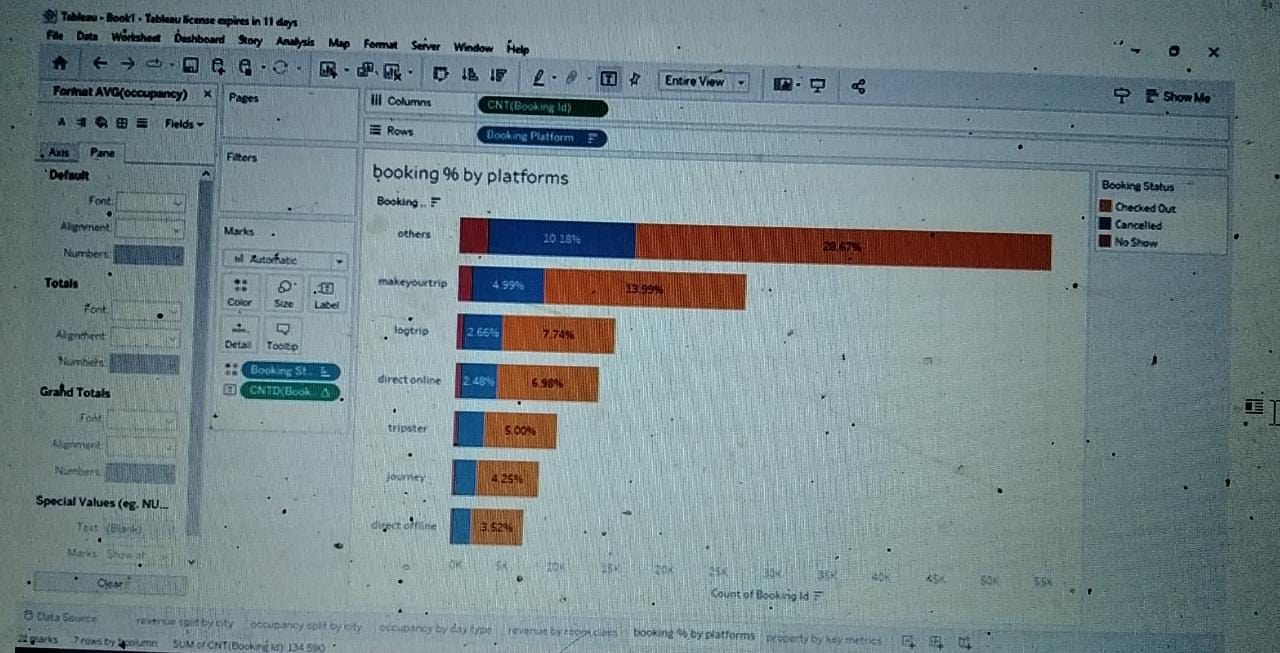 Tableau - Book1 - Tableau license expires in 11 days
File Data Worksheet Dashboard Story Analysis Map Format Server Window Help
Entire View
Show Me
Format AVG(occupancy)
Fields
Axis Pane
Default
Font
Alignment
Numbers
Totals
Font
Alignment
Numbers
Grand Totals
Font
Alignment
Numbers
Special Values (eg. NU...
Text (Blank)
Marks Show at
Clear
Pages
Filters
Marks
Automatic
Color Size Label
Detail Tooltip
Booking St..
CNTD(Book..
Columns CNT(Booking Id)
Rows Booking Platform
booking % by platforms
Booking ..
others 10.18% 28.67%
makeyourtrip 4.99% 13.99%
logtrip 2.66% 7.74%
direct online 2.48% 6.98%
tripster 5.00%
journey 4.25%
direct offline 3.52%
0K 5K 10K 15K 20K 25K 30K 35K 40K 45K 50K 55K
Count of Booking Id
Booking Status
Checked Out
Cancelled
No Show
Data Source revenue split by city occupancy split by city occupancy by day type revenue by room class booking % by platforms property by key metrics
21 marks 7 rows by 1 column SUM of CNT(Booking Id): 134,590